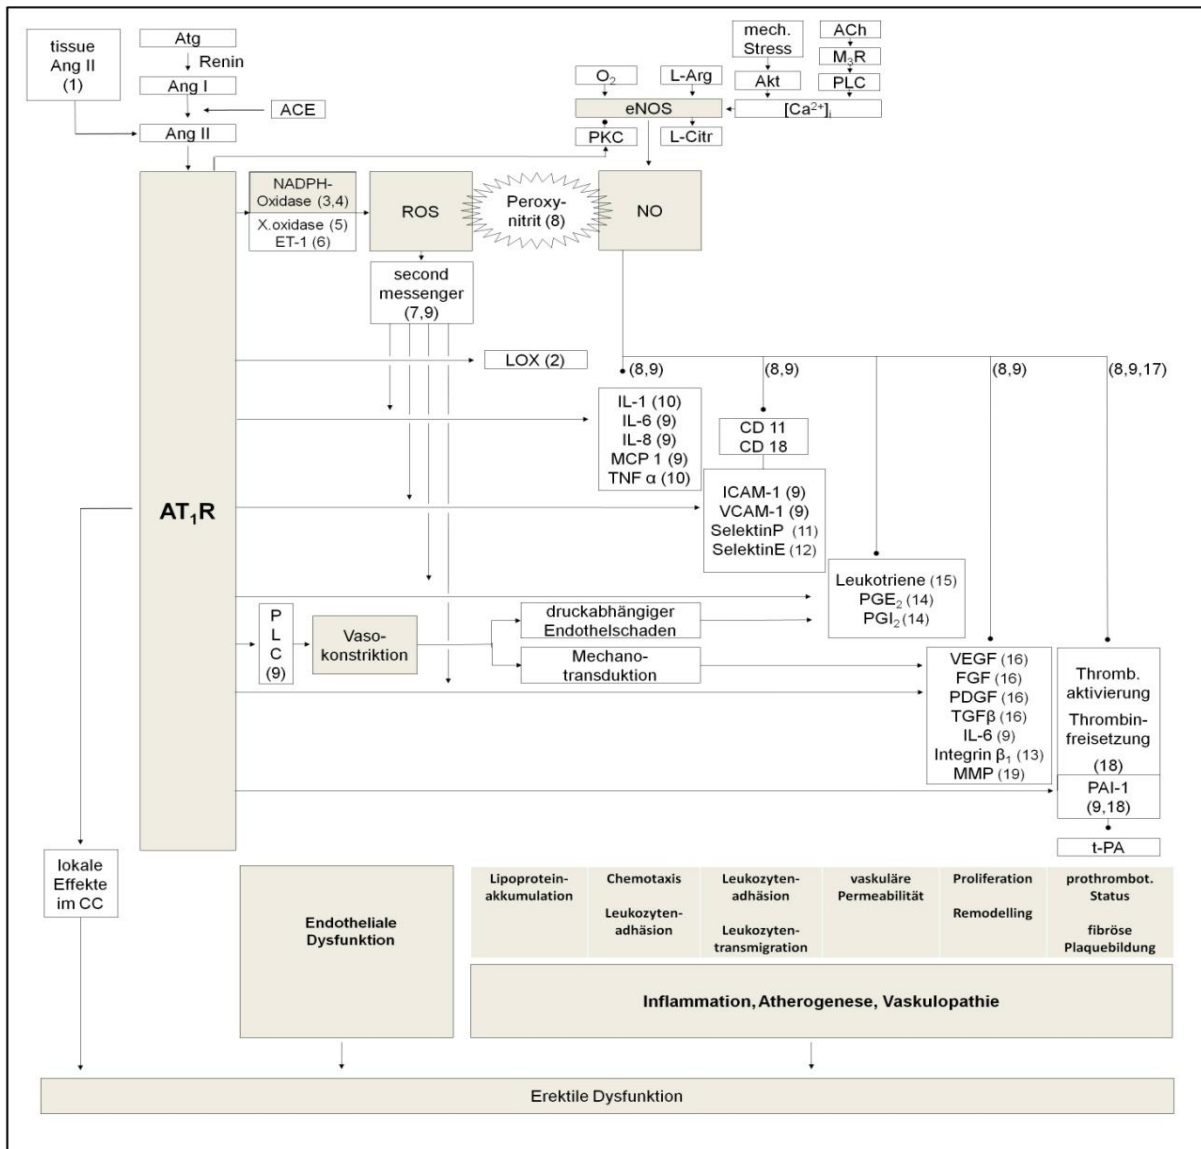 tissue
Ang II
(1)
Atg
Renin
Ang I
ACE
Ang II
mech.
Stress
ACh
M₃R
O₂
L-Arg
Akt
PLC
eNOS
[Ca²⁺]i
PKC
L-Citr
NADPH-
Oxidase (3,4)
X.oxidase (5)
ET-1 (6)
ROS
Peroxy-
nitrit (8)
NO
second
messenger
(7,9)
LOX (2)
(8,9)
(8,9)
(8,9)
(8,9,17)
IL-1 (10)
IL-6 (9)
IL-8 (9)
MCP 1 (9)
TNF α (10)
CD 11
CD 18
ICAM-1 (9)
VCAM-1 (9)
SelektinP (11)
SelektinE (12)
AT₁R
Leukotriene (15)
PGE₂ (14)
PGI₂ (14)
P
L
C
(9)
Vaso-
konstriktion
druckabhängiger
Endothelschaden
Mechano-
transduktion
VEGF (16)
FGF (16)
PDGF (16)
TGFβ (16)
IL-6 (9)
Integrin β₁ (13)
MMP (19)
Thromb.
aktivierung
Thrombin-
freisetzung
(18)
PAI-1
(9,18)
t-PA
lokale
Effekte
im CC
Endotheliale
Dysfunktion
Lipoprotein-
akkumulation
Chemotaxis
Leukozyten-
adhäsion
Leukozyten-
adhäsion
Leukozyten-
transmigration
vaskuläre
Permeabilität
Proliferation
Remodelling
prothrombot.
Status
fibröse
Plaquebildung
Inflammation, Atherogenese, Vaskulopathie
Erektile Dysfunktion